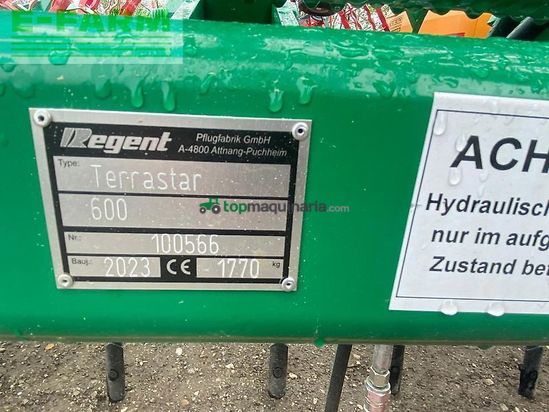 E-FARM
Regent
Pflugfabrik GmbH
A-4800 Attnang-Puchheim
Type:
Terrastar
600
topmaquinaria.com
Nr.:
100566
Bauj.:
2023 CE 1770 kg
ACH
Hydraulisch
nur im aufg
Zustand bet